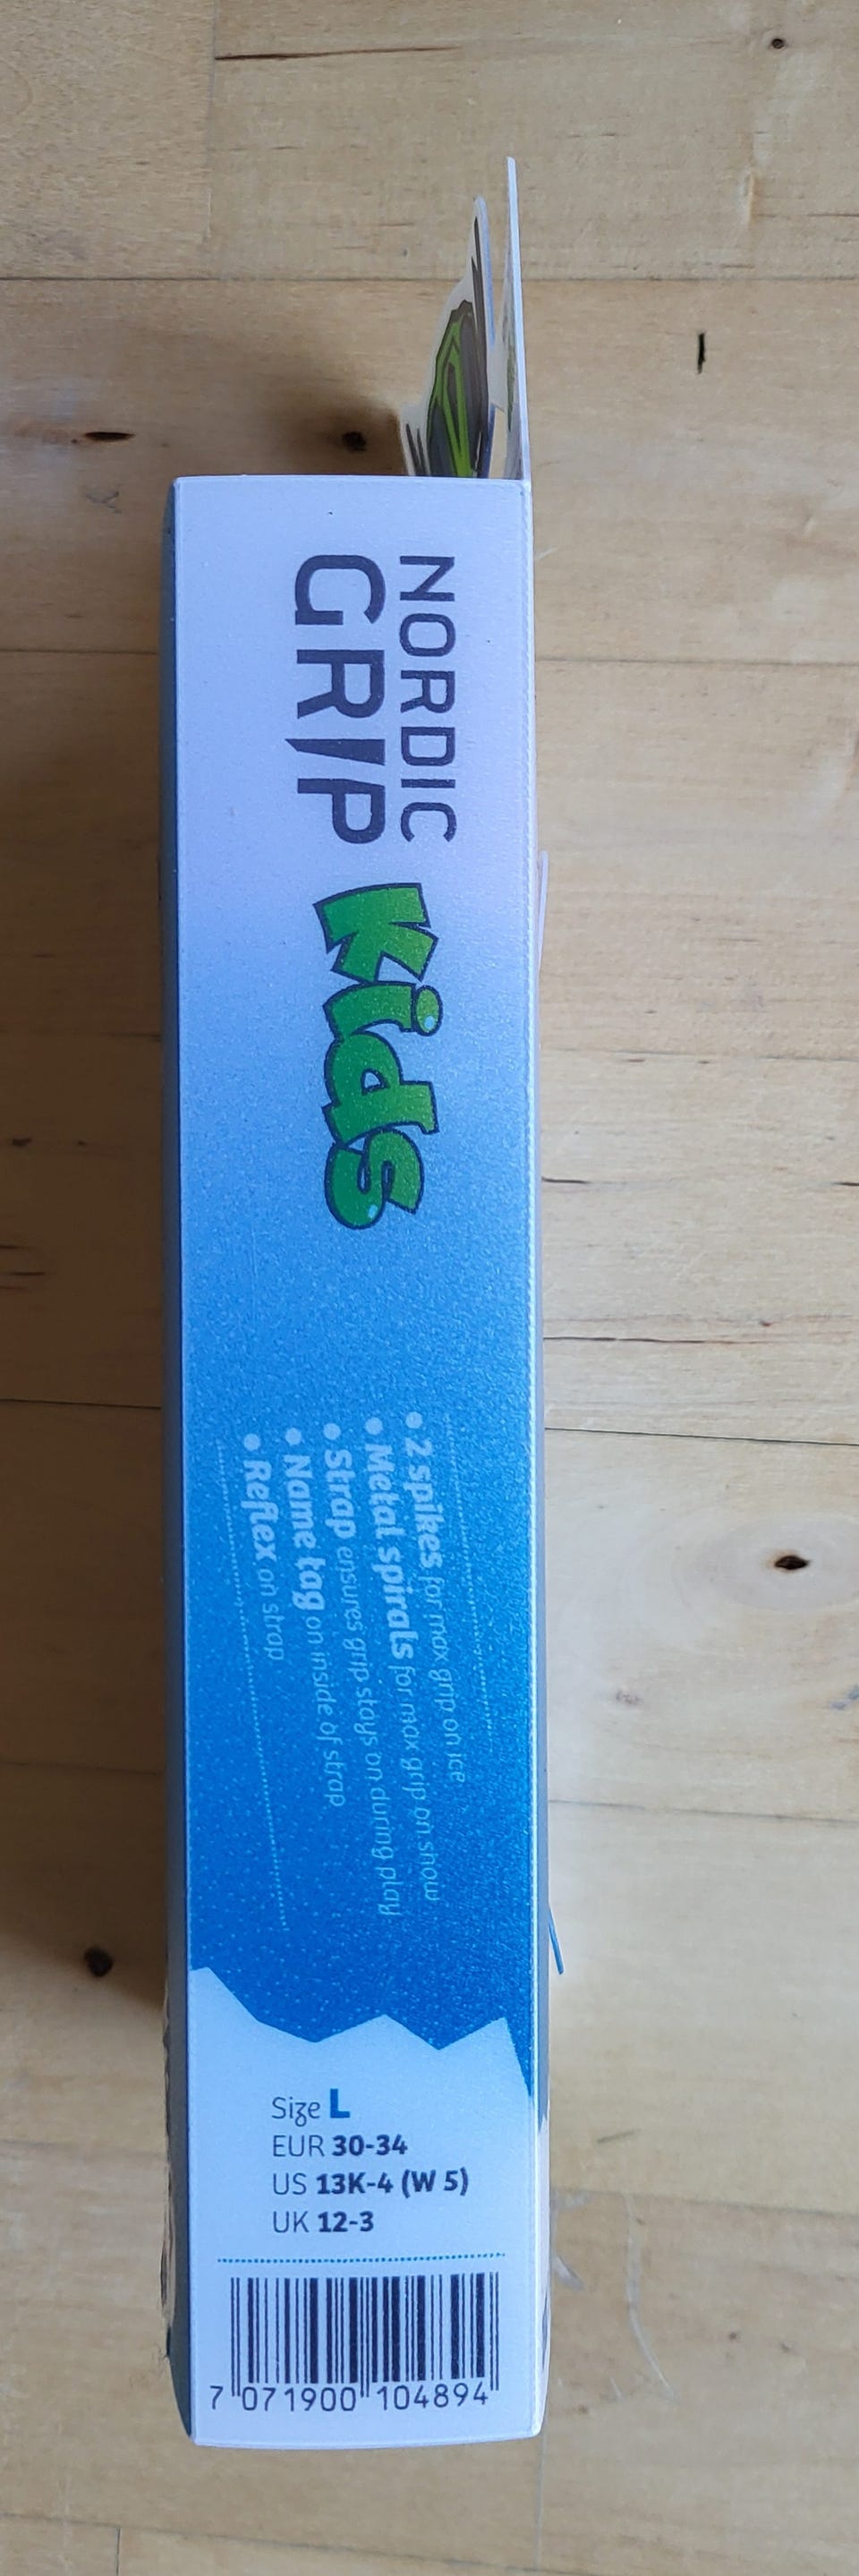 NORDIC
GRIP
Kids
• 2 spikes for max grip on ice
• Metal spirals for max grip on snow
• Strap ensures grip stays on during play
• Name tag on inside of strap
• Reflex on strap
Size L
EUR 30-34
US 13K-4 (W 5)
UK 12-3
7 071900 104894